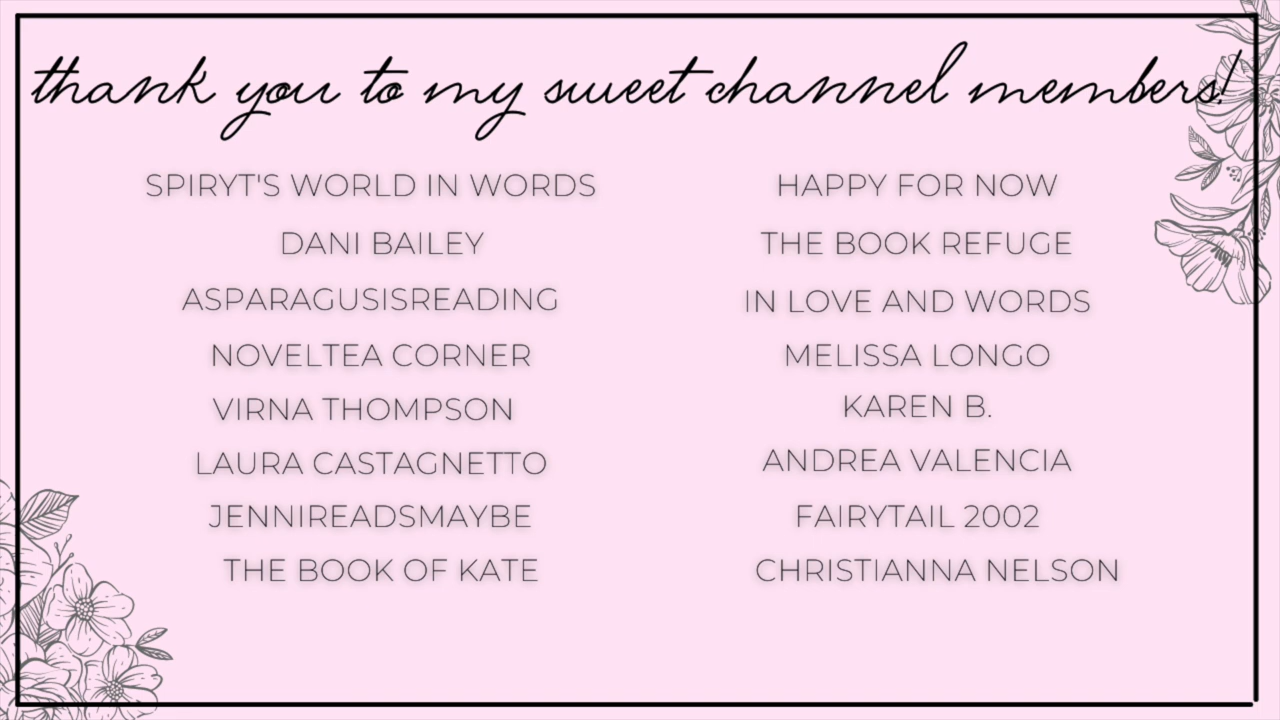 thank you to my sweet channel members!
SPIRYT'S WORLD IN WORDS
DANI BAILEY
ASPARAGUSISREADING
NOVELTEA CORNER
VIRNA THOMPSON
LAURA CASTAGNETTO
JENNIREADSMAYBE
THE BOOK OF KATE
HAPPY FOR NOW
THE BOOK REFUGE
IN LOVE AND WORDS
MELISSA LONGO
KAREN B.
ANDREA VALENCIA
FAIRYTAIL 2002
CHRISTIANNA NELSON